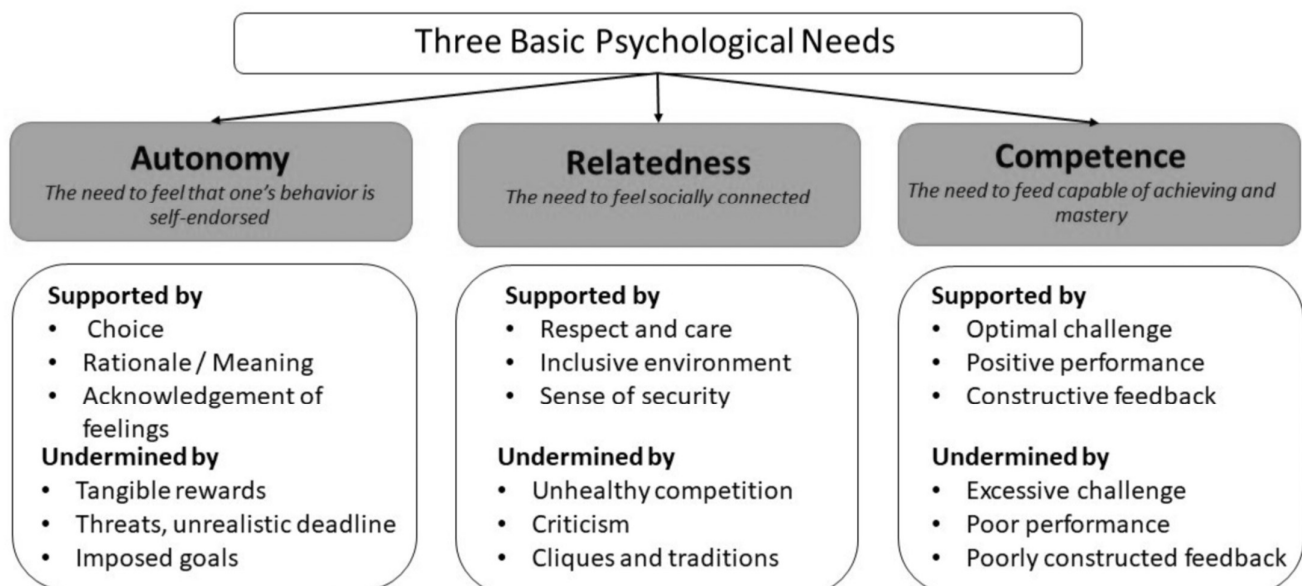 Three Basic Psychological Needs
Autonomy
The need to feel that one's behavior is
self-endorsed
Supported by
• Choice
• Rationale / Meaning
• Acknowledgement of
feelings
Undermined by
• Tangible rewards
• Threats, unrealistic deadline
• Imposed goals
Relatedness
The need to feel socially connected
Supported by
• Respect and care
• Inclusive environment
• Sense of security
Undermined by
• Unhealthy competition
• Criticism
• Cliques and traditions
Competence
The need to feed capable of achieving and
mastery
Supported by
• Optimal challenge
• Positive performance
• Constructive feedback
Undermined by
• Excessive challenge
• Poor performance
• Poorly constructed feedback